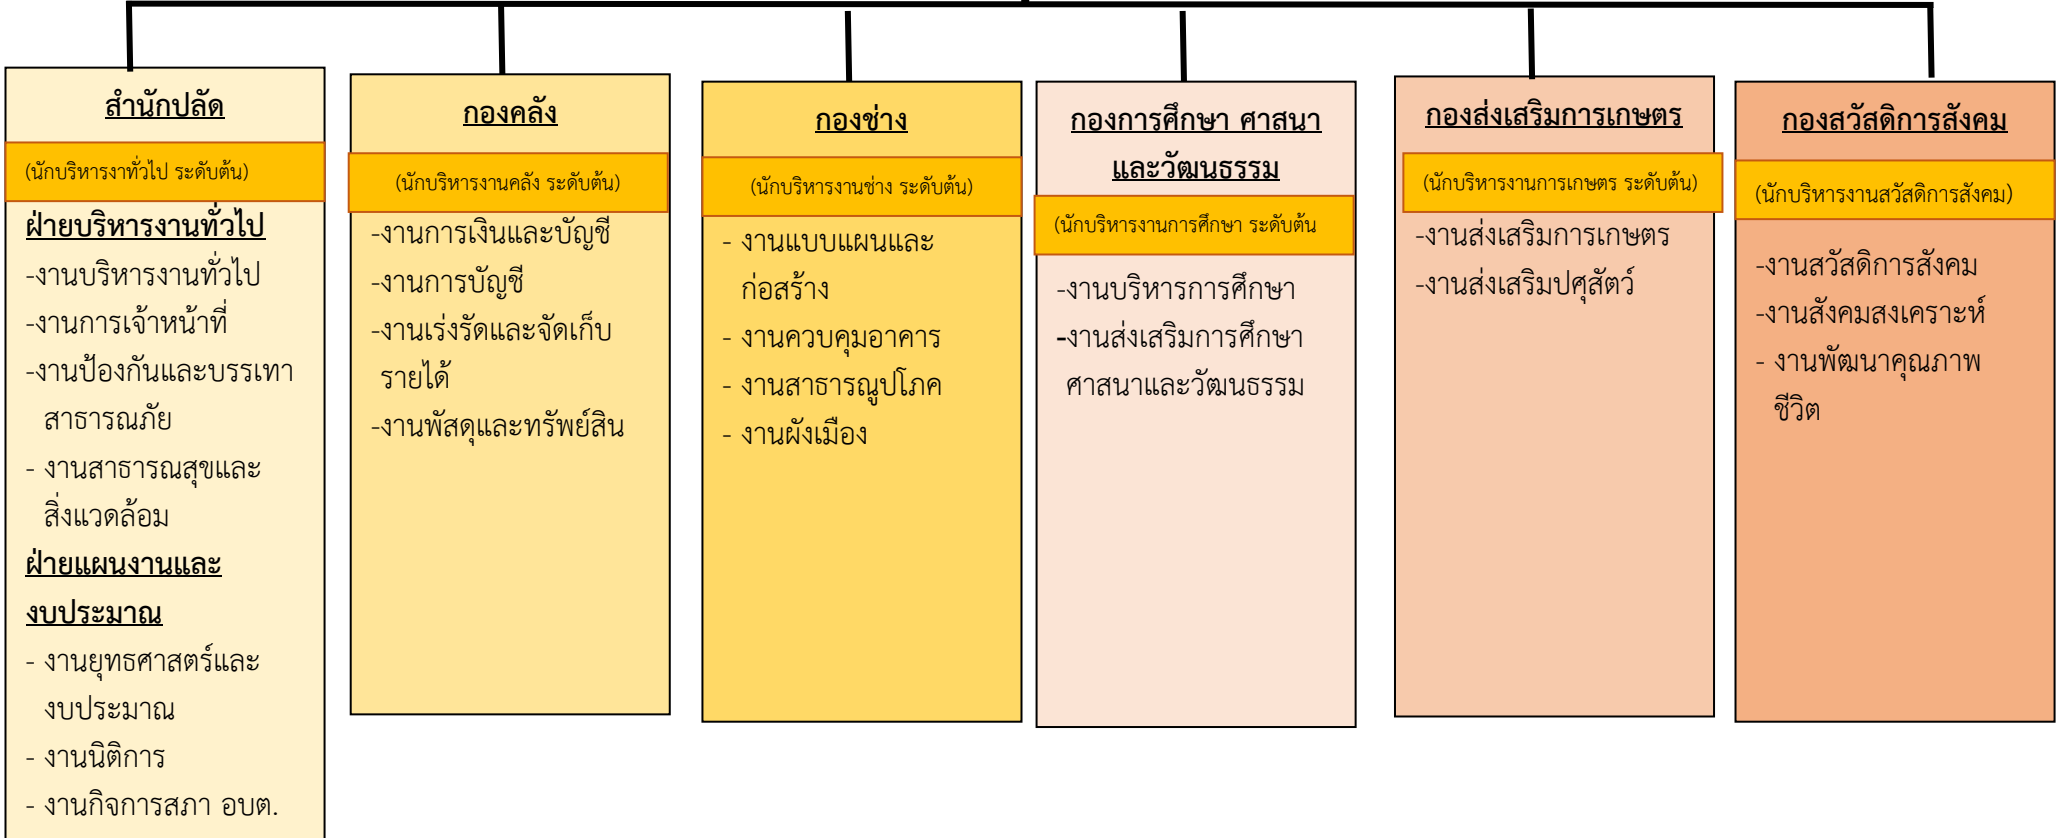 สำนักปลัด
(นักบริหารงาทั่วไป ระดับต้น)
ฝ่ายบริหารงานทั่วไป
-งานบริหารงานทั่วไป
-งานการเจ้าหน้าที่
-งานป้องกันและบรรเทา
สาธารณภัย
- งานสาธารณสุขและ
สิ่งแวดล้อม
ฝ่ายแผนงานและ
งบประมาณ
- งานยุทธศาสตร์และ
งบประมาณ
- งานนิติการ
- งานกิจการสภา อบต.
กองคลัง
(นักบริหารงานคลัง ระดับต้น)
-งานการเงินและบัญชี
-งานการบัญชี
-งานเร่งรัดและจัดเก็บ
รายได้
-งานพัสดุและทรัพย์สิน
กองช่าง
(นักบริหารงานช่าง ระดับต้น)
- งานแบบแผนและ
ก่อสร้าง
- งานควบคุมอาคาร
- งานสาธารณูปโภค
- งานผังเมือง
กองการศึกษา ศาสนา
และวัฒนธรรม
(นักบริหารงานการศึกษา ระดับต้น
-งานบริหารการศึกษา
-งานส่งเสริมการศึกษา
ศาสนาและวัฒนธรรม
กองส่งเสริมการเกษตร
(นักบริหารงานการเกษตร ระดับต้น)
-งานส่งเสริมการเกษตร
-งานส่งเสริมปศุสัตว์
กองสวัสดิการสังคม
(นักบริหารงานสวัสดิการสังคม)
-งานสวัสดิการสังคม
-งานสังคมสงเคราะห์
- งานพัฒนาคุณภาพ
ชีวิต